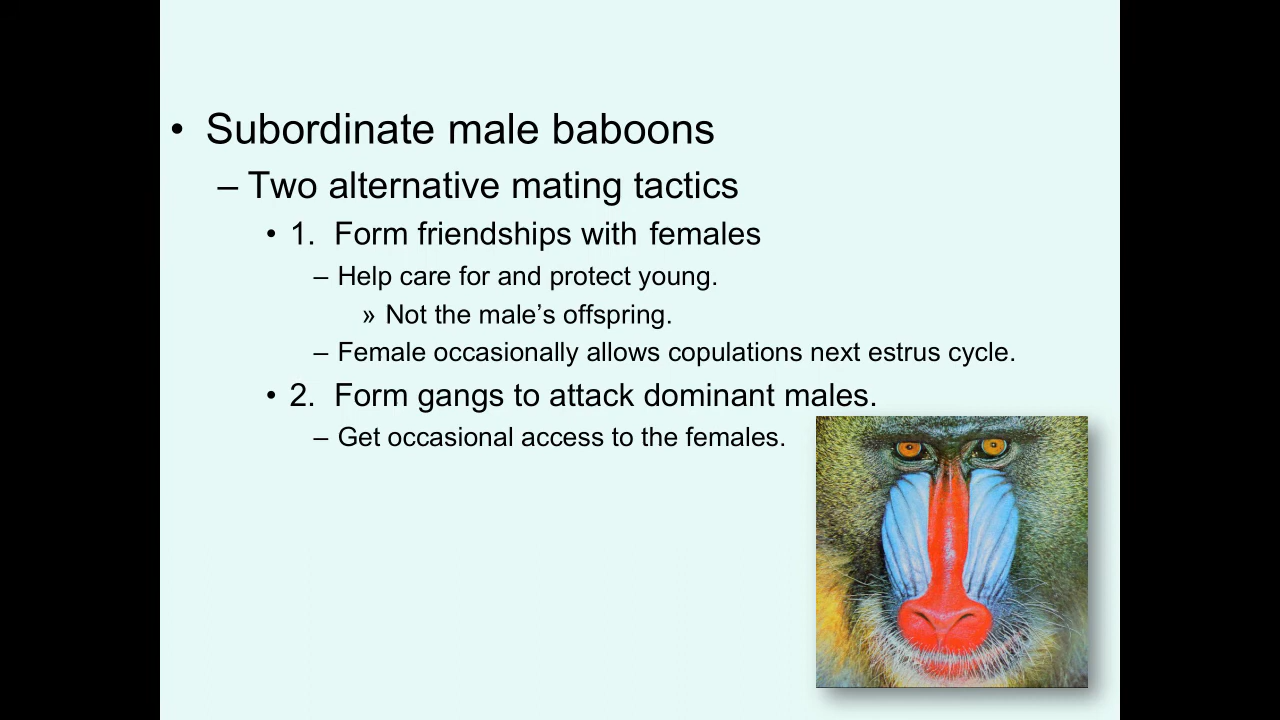 • Subordinate male baboons
– Two alternative mating tactics
• 1. Form friendships with females
– Help care for and protect young.
» Not the male’s offspring.
– Female occasionally allows copulations next estrus cycle.
• 2. Form gangs to attack dominant males.
– Get occasional access to the females.